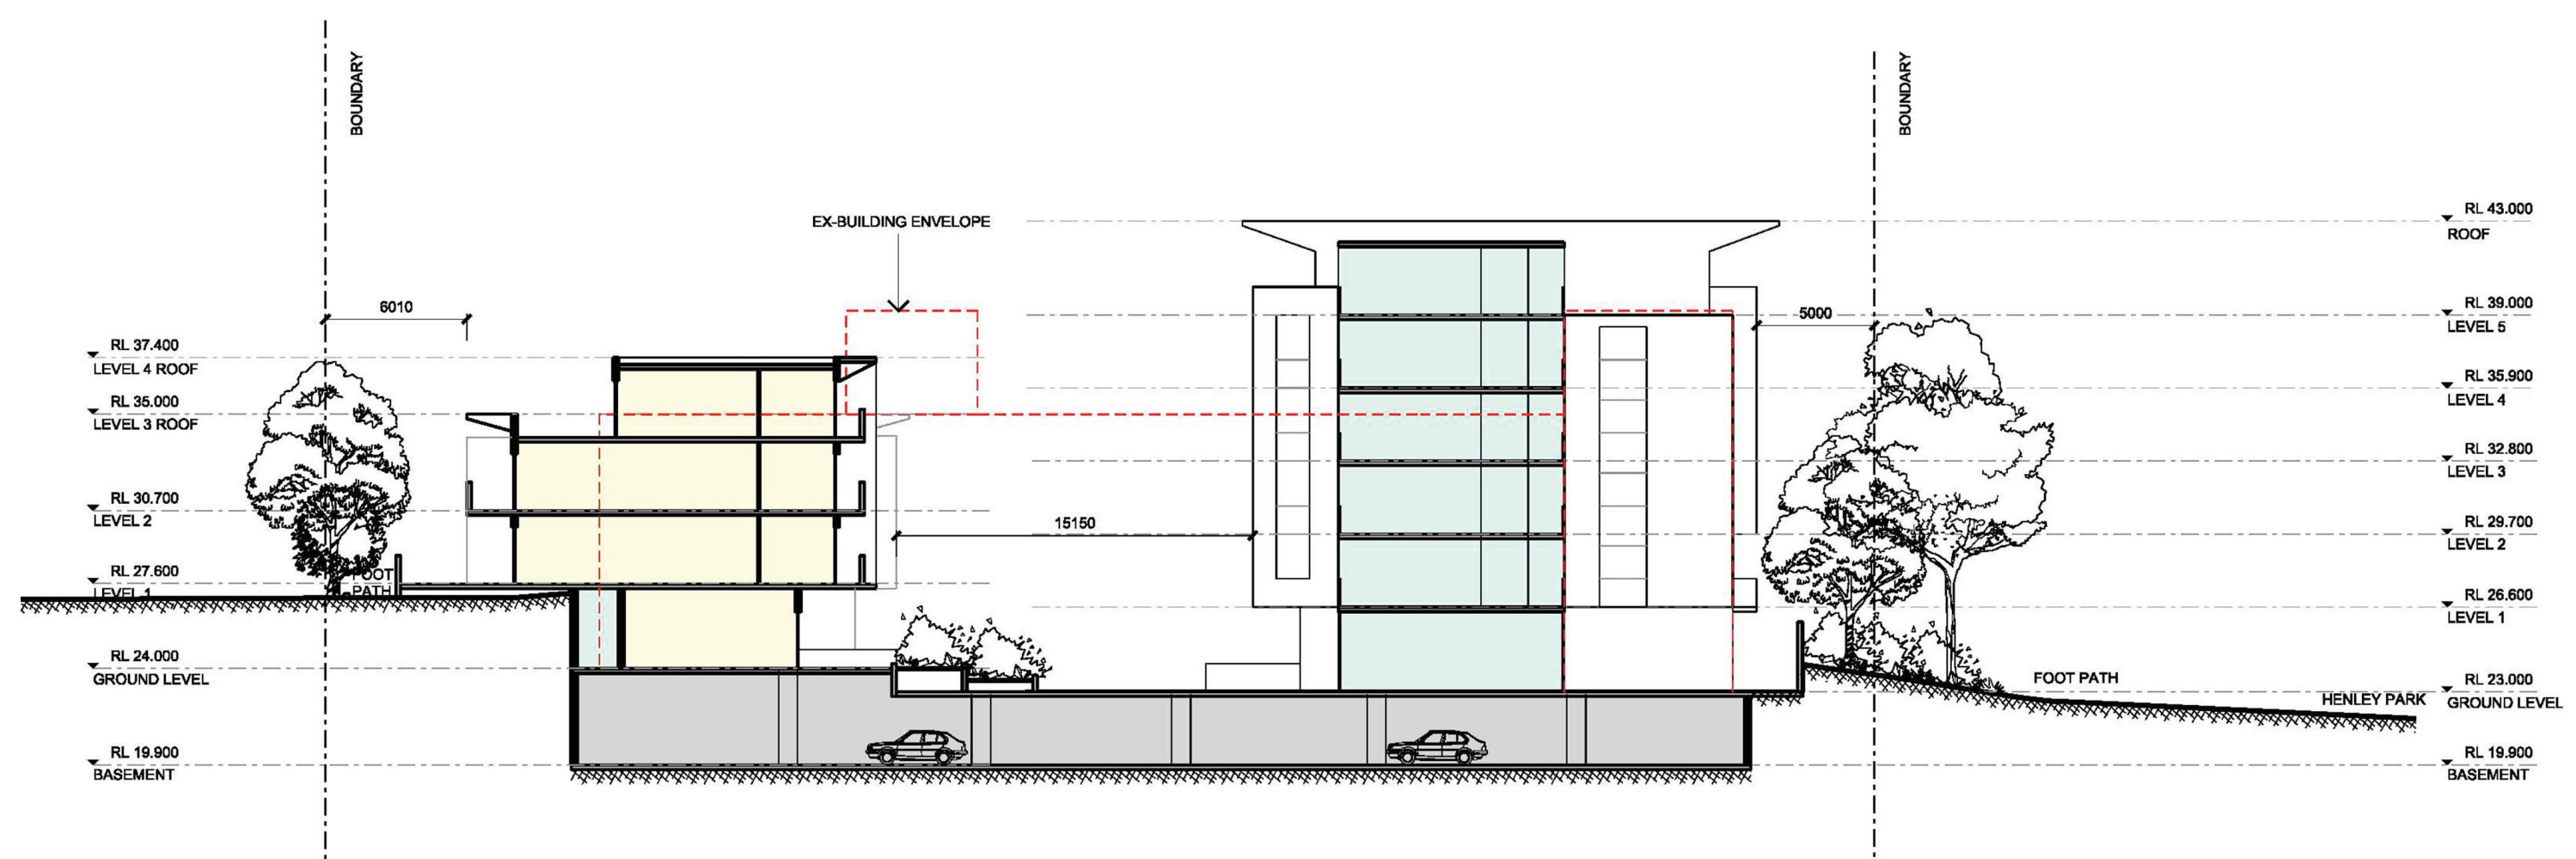 BOUNDARY
BOUNDARY
EX-BUILDING ENVELOPE
6010
5000
15150
RL 37.400
LEVEL 4 ROOF
RL 35.000
LEVEL 3 ROOF
RL 30.700
LEVEL 2
RL 27.600
LEVEL 1
FOOT
PATH
RL 24.000
GROUND LEVEL
RL 19.900
BASEMENT
RL 43.000
ROOF
RL 39.000
LEVEL 5
RL 35.900
LEVEL 4
RL 32.800
LEVEL 3
RL 29.700
LEVEL 2
RL 26.600
LEVEL 1
FOOT PATH
HENLEY PARK
RL 23.000
GROUND LEVEL
RL 19.900
BASEMENT